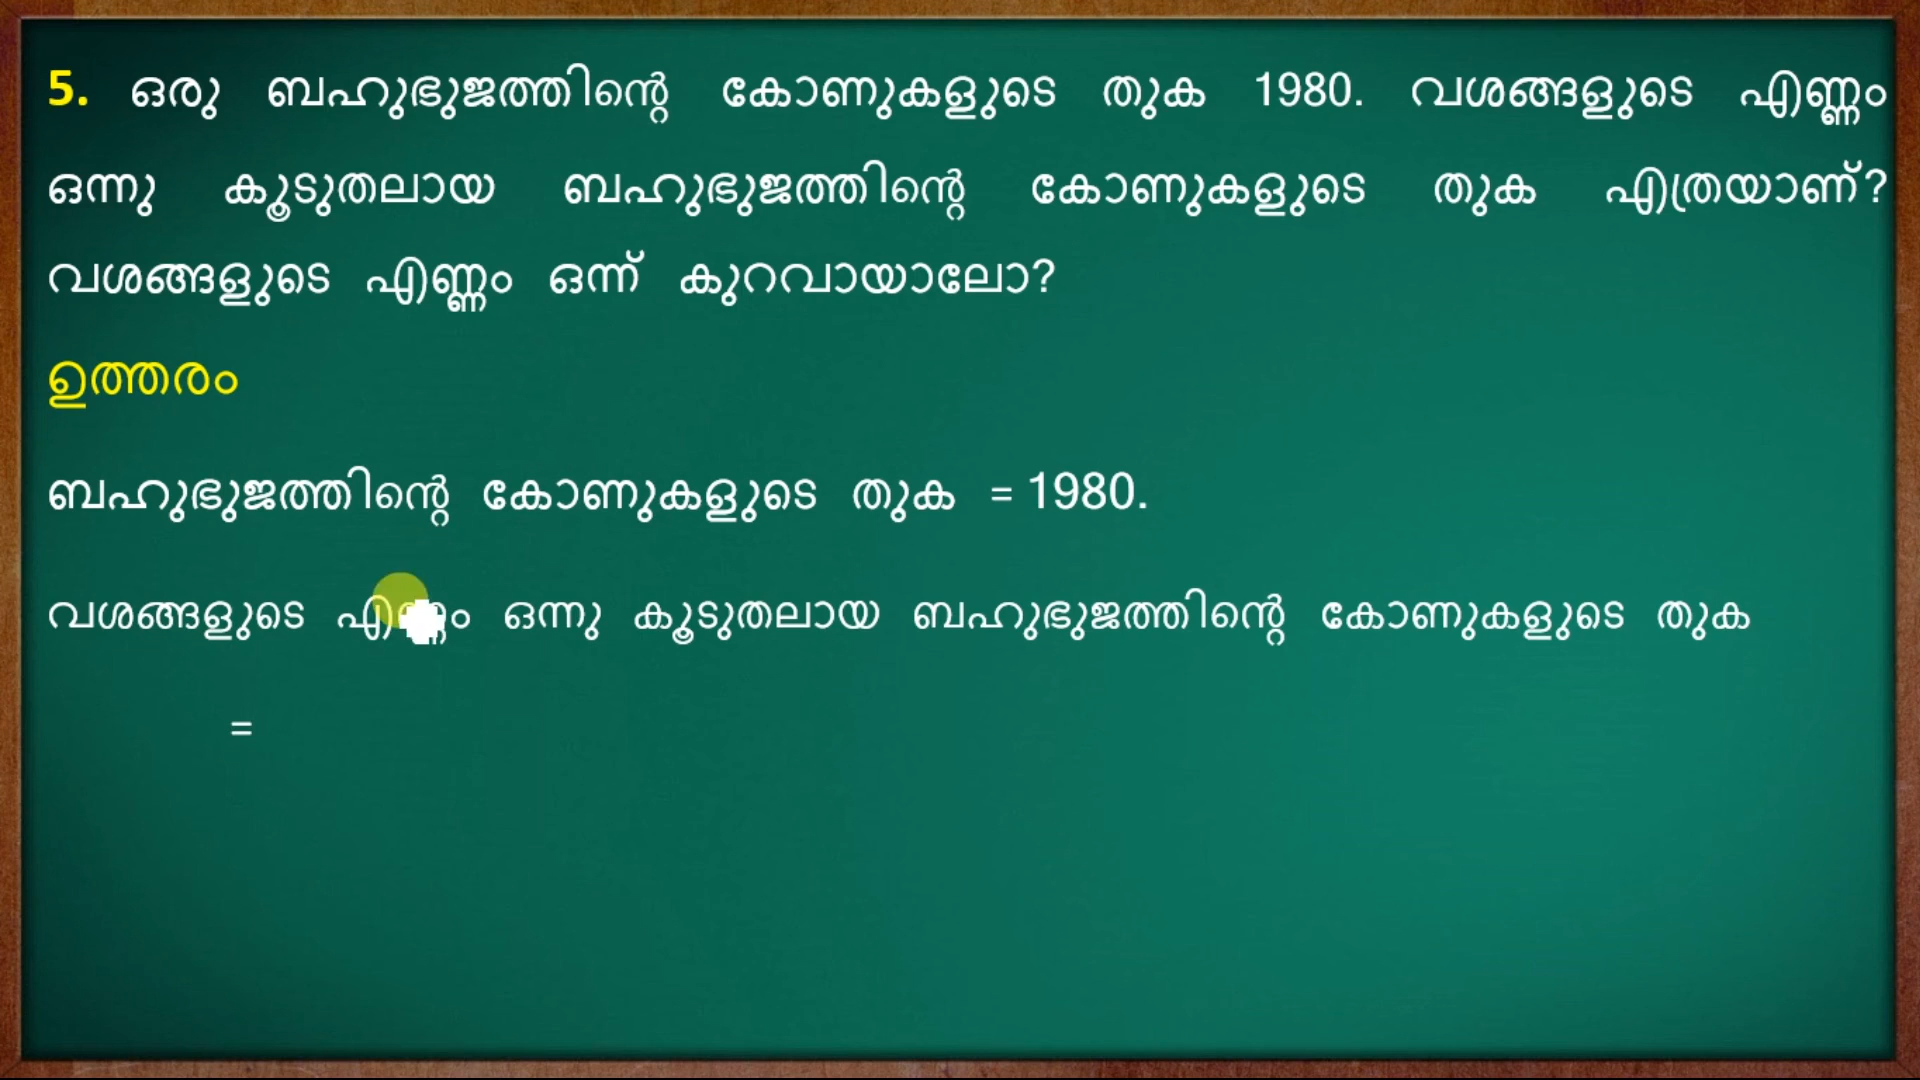 5. ഒരു ബഹുഭുജത്തിന്റെ കോണുകളുടെ തുക 1980. വശങ്ങളുടെ എണ്ണം
ഒന്നു കൂടുതലായ ബഹുഭുജത്തിന്റെ കോണുകളുടെ തുക എത്രയാണ്?
വശങ്ങളുടെ എണ്ണം ഒന്ന് കുറവായാലോ?
ഉത്തരം
ബഹുഭുജത്തിന്റെ കോണുകളുടെ തുക = 1980.
വശങ്ങളുടെ എണ്ണം ഒന്നു കൂടുതലായ ബഹുഭുജത്തിന്റെ കോണുകളുടെ തുക
=